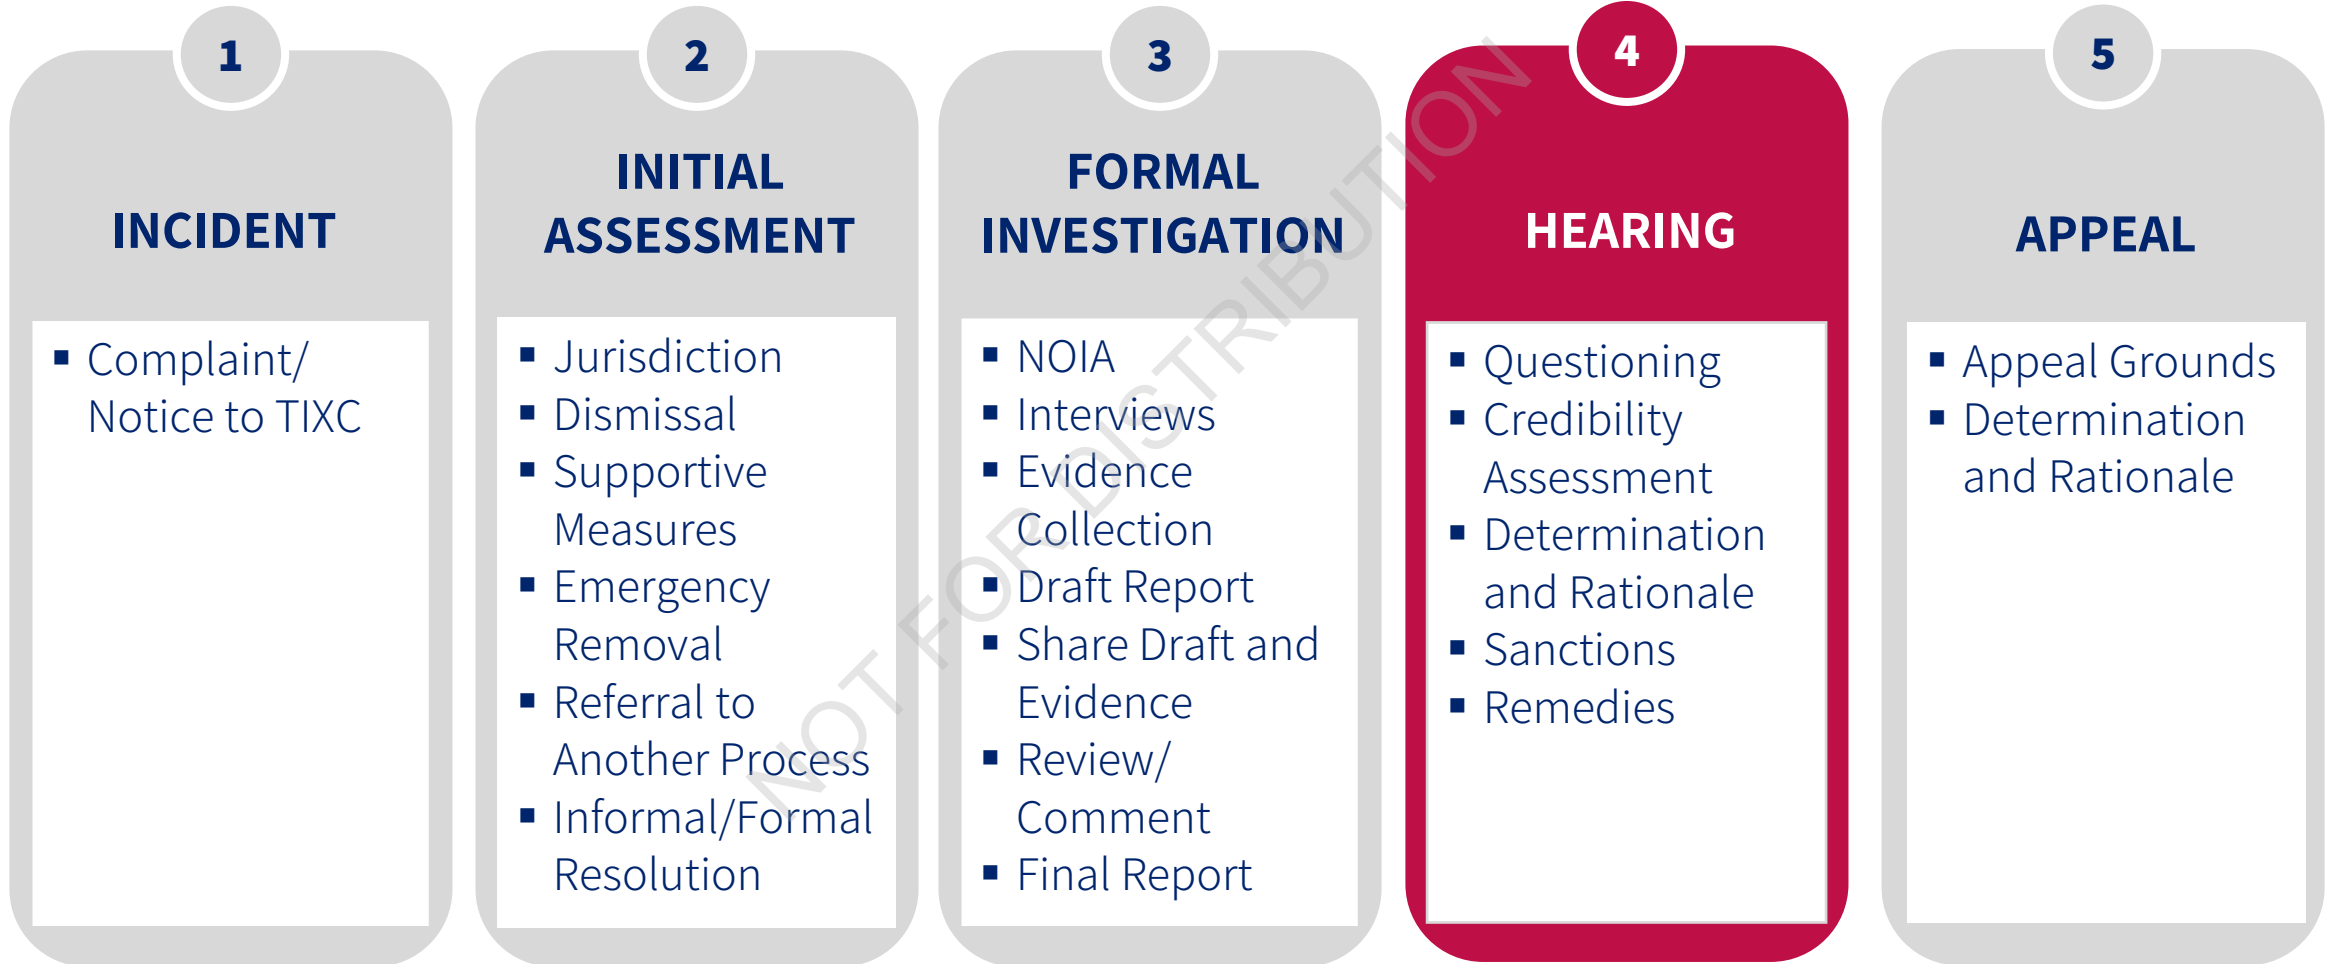 1
INCIDENT
▪ Complaint/
Notice to TIXC
2
INITIAL
ASSESSMENT
▪ Jurisdiction
▪ Dismissal
▪ Supportive
Measures
▪ Emergency
Removal
▪ Referral to
Another Process
▪ Informal/Formal
Resolution
3
FORMAL
INVESTIGATION
▪ NOIA
▪ Interviews
▪ Evidence
Collection
▪ Draft Report
▪ Share Draft and
Evidence
▪ Review/
Comment
▪ Final Report
4
HEARING
▪ Questioning
▪ Credibility
Assessment
▪ Determination
and Rationale
▪ Sanctions
▪ Remedies
5
APPEAL
▪ Appeal Grounds
▪ Determination
and Rationale
NOT FOR DISTRIBUTION